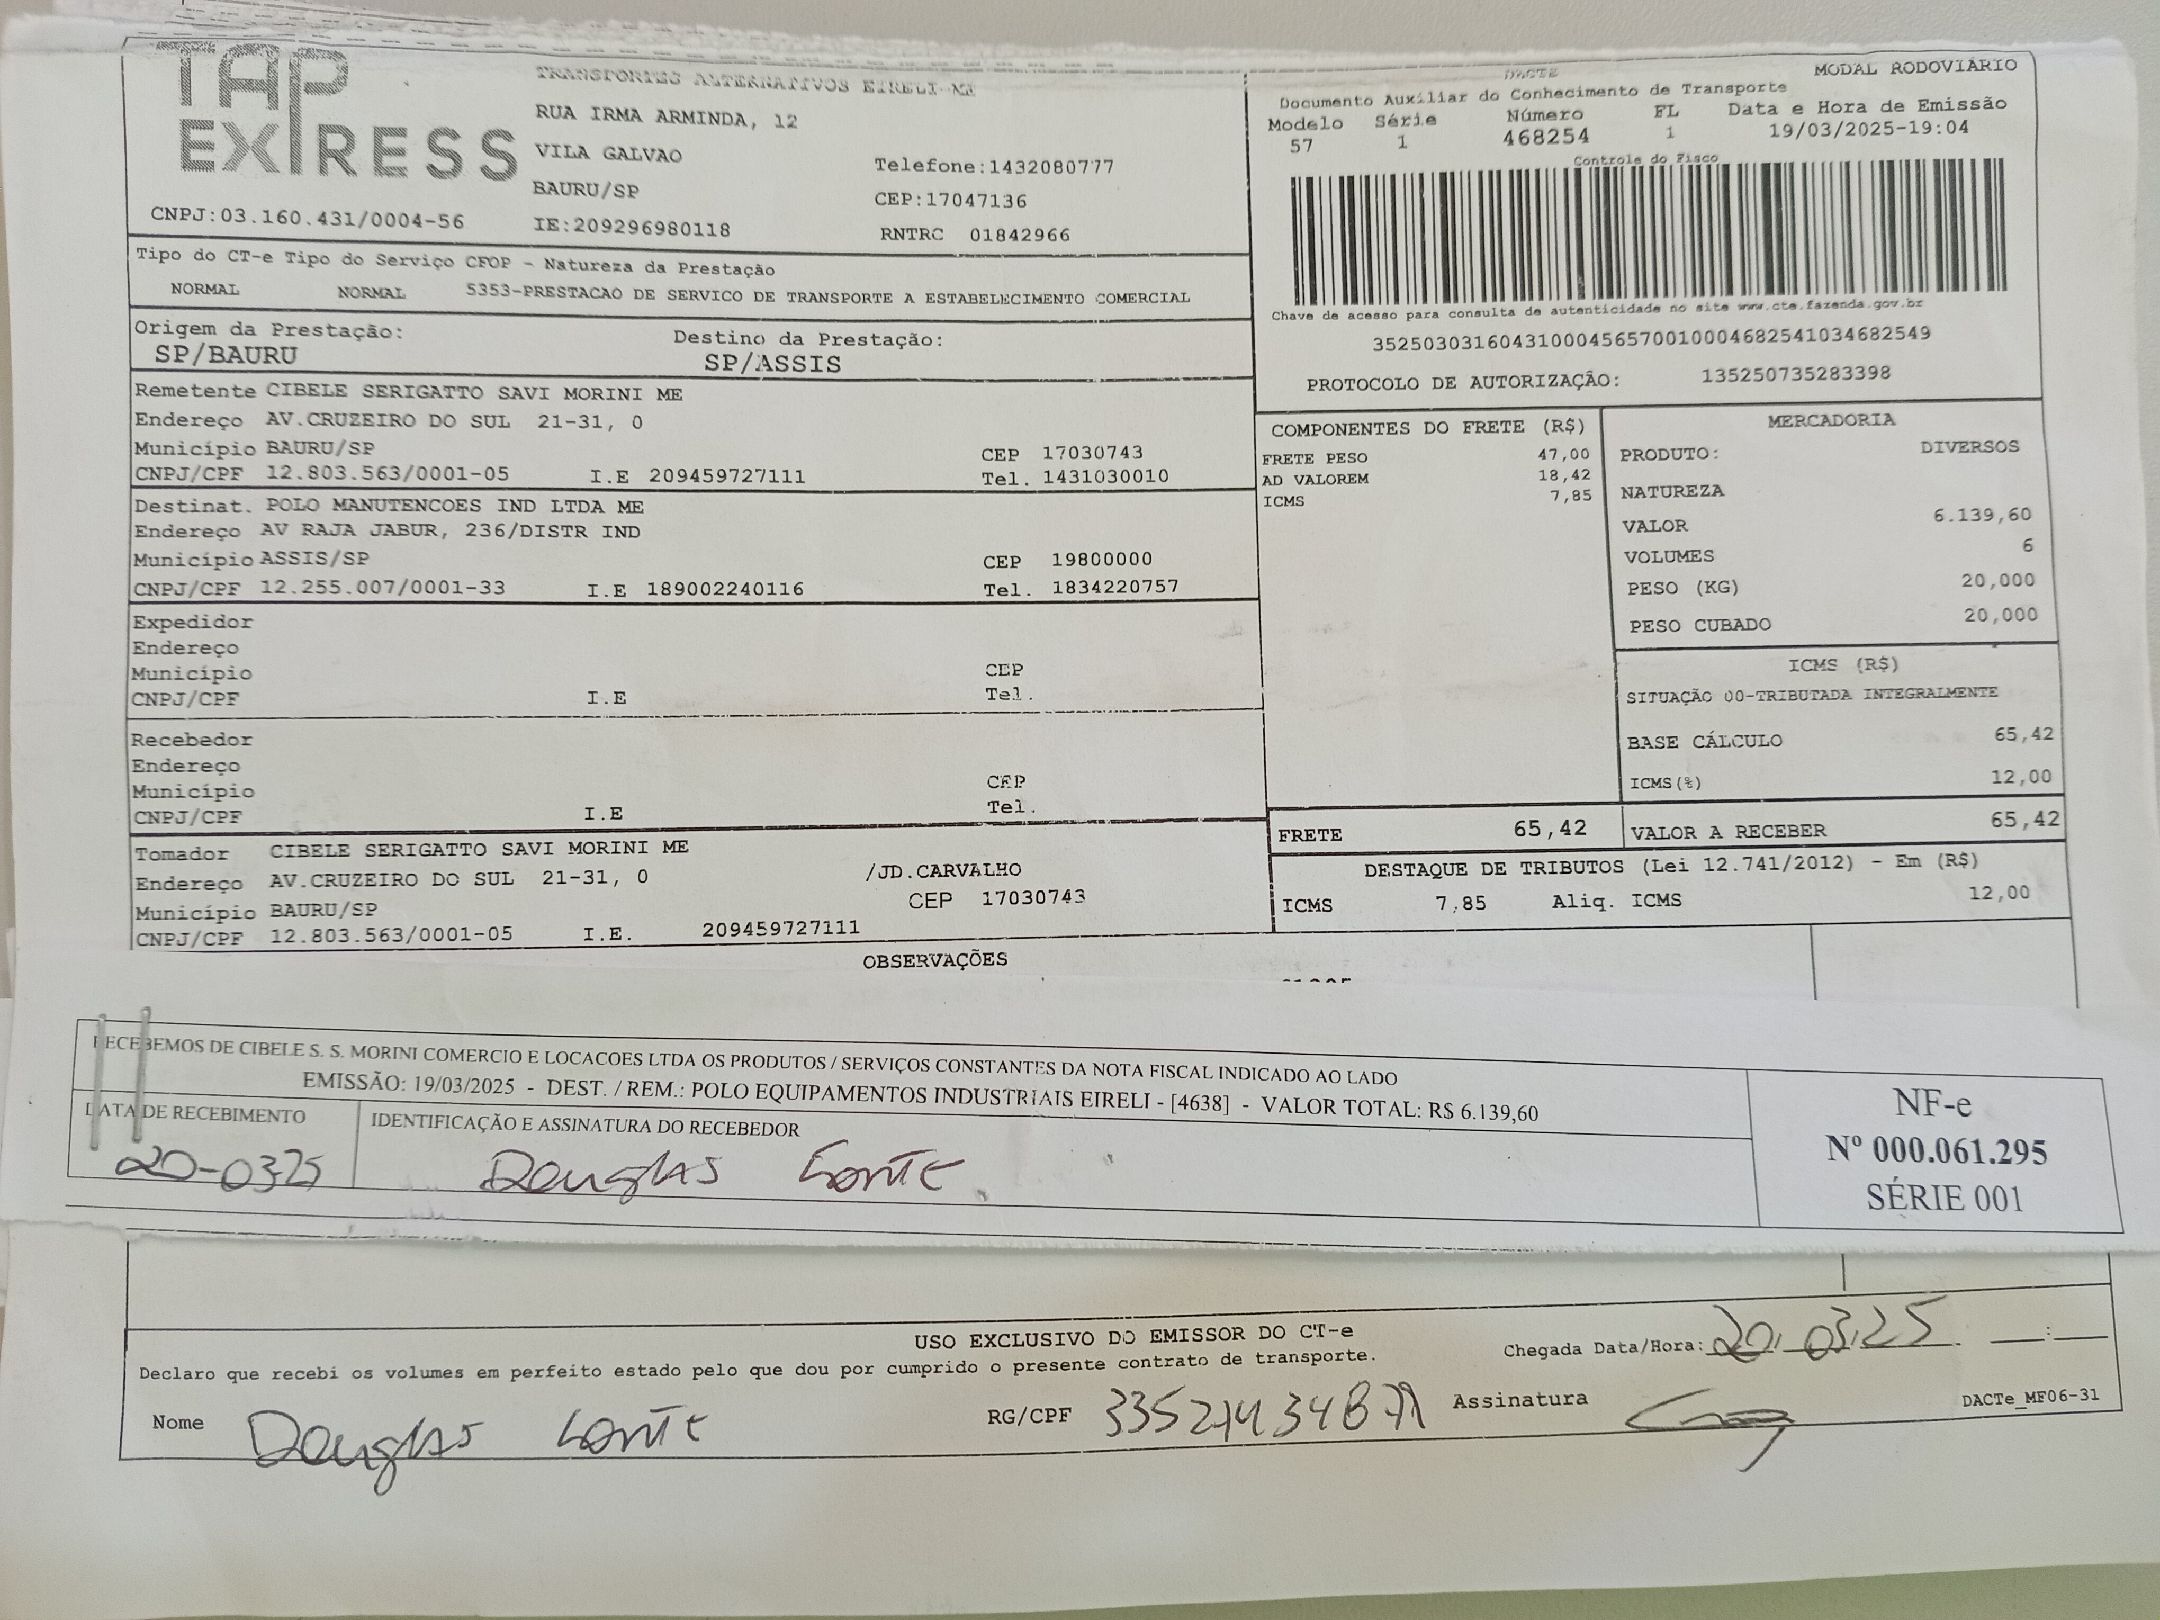 TAP EXPRESS
TRANSPORTES ALTERNATIVOS EIRELI-ME
RUA IRMA ARMINDA, 12
VILA GALVAO
Telefone:1432080777
BAURU/SP
CEP:17047136
CNPJ:03.160.431/0004-56
IE:209296980118
RNTRC 01842966
DACTE
MODAL RODOVIÁRIO
Documento Auxiliar do Conhecimento de Transporte
Modelo Série Número FL Data e Hora de Emissão
57 1 468254 1 19/03/2025-19:04
Controle do Fisco
Chave de acesso para consulta de autenticidade no site www.cte.fazenda.gov.br
35250303160431000456570010004682541034682549
PROTOCOLO DE AUTORIZAÇÃO: 135250735283398
Tipo do CT-e Tipo do Serviço CFOP - Natureza da Prestação
NORMAL NORMAL 5353-PRESTACAO DE SERVICO DE TRANSPORTE A ESTABELECIMENTO COMERCIAL
Origem da Prestação: Destino da Prestação:
SP/BAURU SP/ASSIS
Remetente CIBELE SERIGATTO SAVI MORINI ME
Endereço AV.CRUZEIRO DO SUL 21-31, 0
Município BAURU/SP CEP 17030743
CNPJ/CPF 12.803.563/0001-05 I.E 209459727111 Tel. 1431030010
Destinat. POLO MANUTENCOES IND LTDA ME
Endereço AV RAJA JABUR, 236/DISTR IND
Município ASSIS/SP CEP 19800000
CNPJ/CPF 12.255.007/0001-33 I.E 189002240116 Tel. 1834220757
Expedidor
Endereço
Município CEP
CNPJ/CPF I.E Tel.
Recebedor
Endereço
Município CEP
CNPJ/CPF I.E Tel.
Tomador CIBELE SERIGATTO SAVI MORINI ME
Endereço AV.CRUZEIRO DO SUL 21-31, 0 /JD.CARVALHO
Município BAURU/SP CEP 17030743
CNPJ/CPF 12.803.563/0001-05 I.E. 209459727111
COMPONENTES DO FRETE (R$)
FRETE PESO 47,00
AD VALOREM 18,42
ICMS 7,85
MERCADORIA
PRODUTO: DIVERSOS
NATUREZA
VALOR 6.139,60
VOLUMES 6
PESO (KG) 20,000
PESO CUBADO 20,000
ICMS (R$)
SITUAÇÃO 00-TRIBUTADA INTEGRALMENTE
BASE CÁLCULO 65,42
ICMS(%) 12,00
FRETE 65,42 VALOR A RECEBER 65,42
DESTAQUE DE TRIBUTOS (Lei 12.741/2012) - Em (R$)
ICMS 7,85 Aliq. ICMS 12,00
OBSERVAÇÕES
RECEBEMOS DE CIBELE S. S. MORINI COMERCIO E LOCACOES LTDA OS PRODUTOS / SERVIÇOS CONSTANTES DA NOTA FISCAL INDICADO AO LADO
EMISSÃO: 19/03/2025 - DEST. / REM.: POLO EQUIPAMENTOS INDUSTRIAIS EIRELI - [4638] - VALOR TOTAL: R$ 6.139,60
DATA DE RECEBIMENTO IDENTIFICAÇÃO E ASSINATURA DO RECEBEDOR
20-0325 Douglas
NF-e
Nº 000.061.295
SÉRIE 001
USO EXCLUSIVO DO EMISSOR DO CT-e
Declaro que recebi os volumes em perfeito estado pelo que dou por cumprido o presente contrato de transporte.
Chegada Data/Hora: 20.03.25 __:__
Nome Douglas
RG/CPF
Assinatura
DACTe_MF06-31